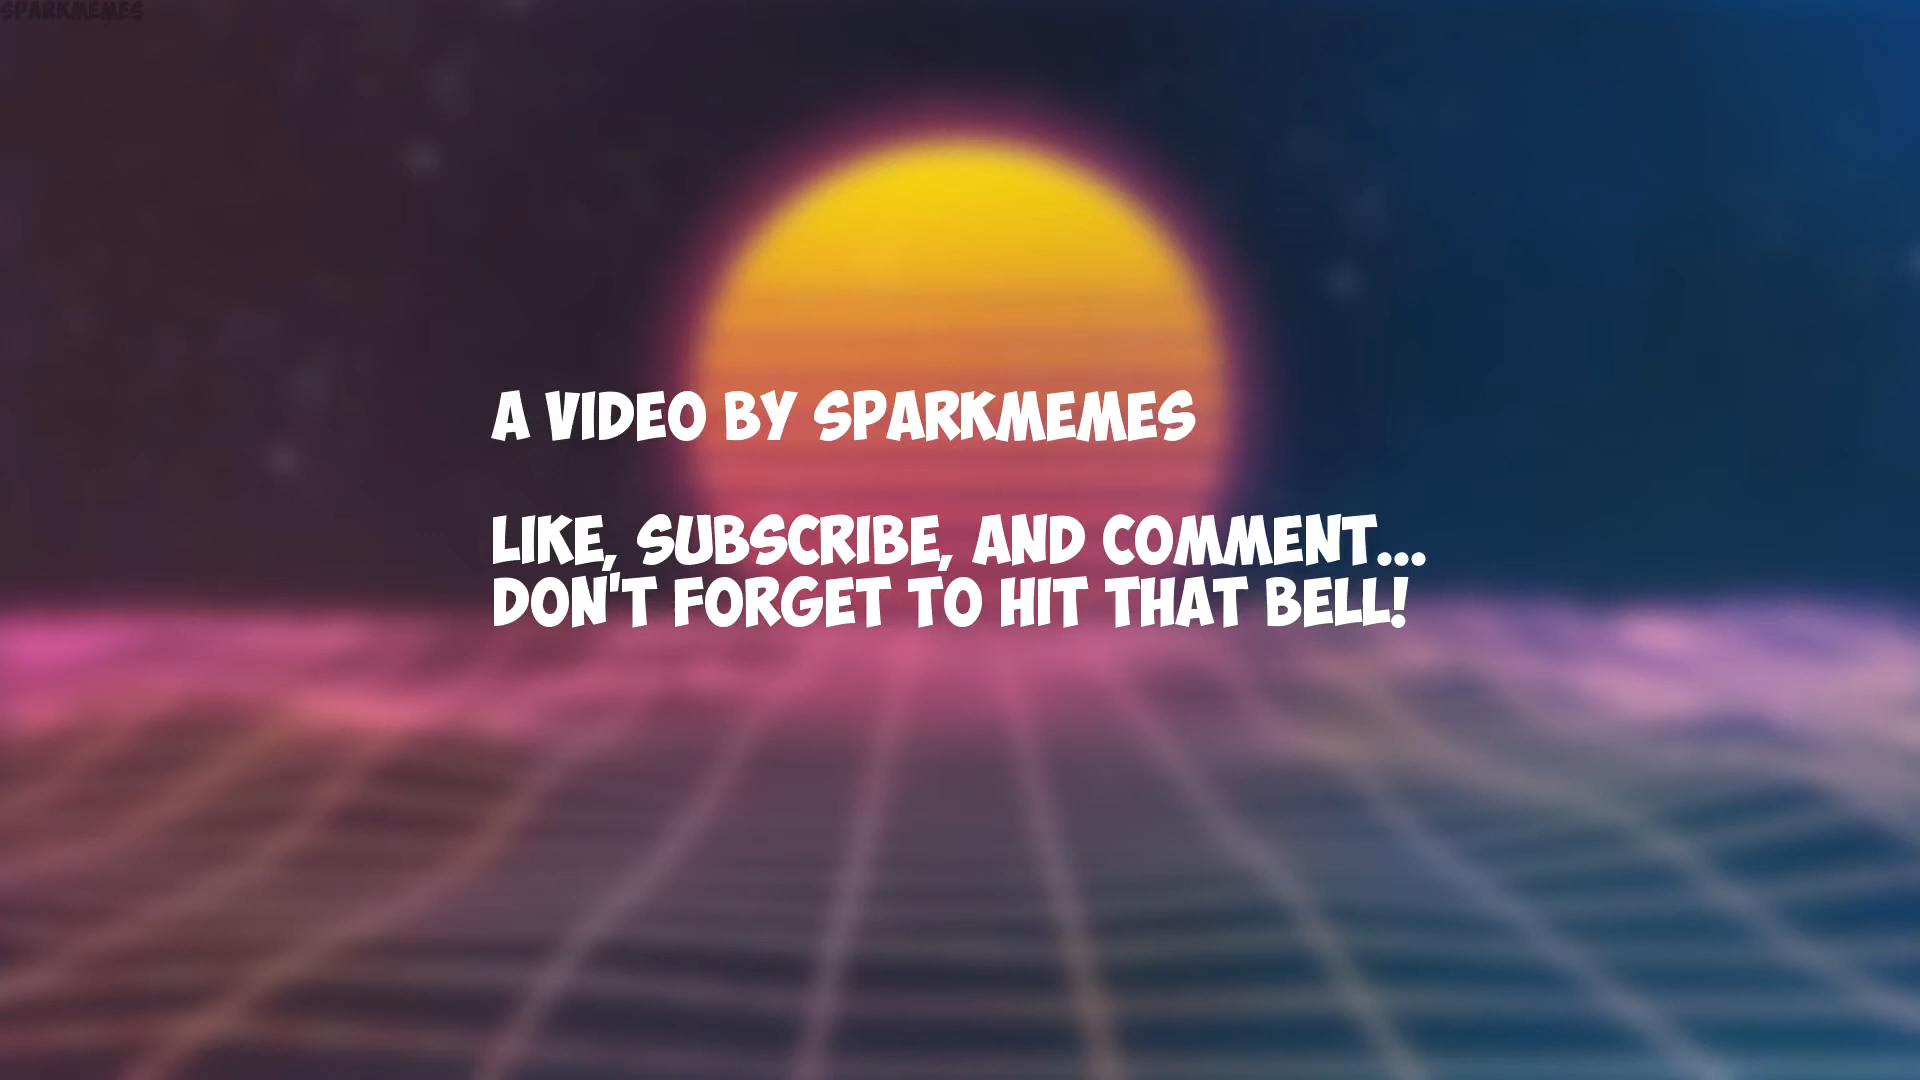 SPARKMEMES
A VIDEO BY SPARKMEMES
LIKE, SUBSCRIBE, AND COMMENT...
DON'T FORGET TO HIT THAT BELL!